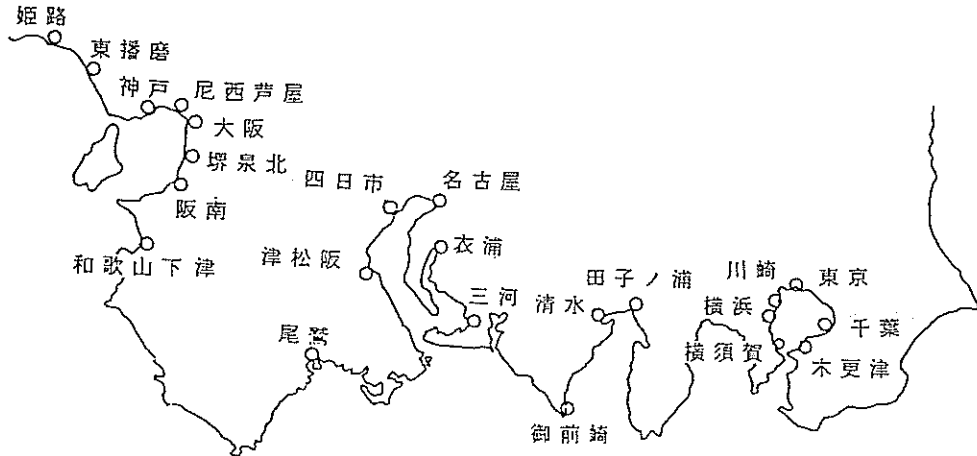 姫路
東播磨
神戸
尼西芦屋
大阪
堺泉北
阪南
和歌山下津
四日市
名古屋
津松阪
衣浦
三河
尾鷲
清水
田子ノ浦
御前崎
川崎
東京
横浜
千葉
横須賀
木更津